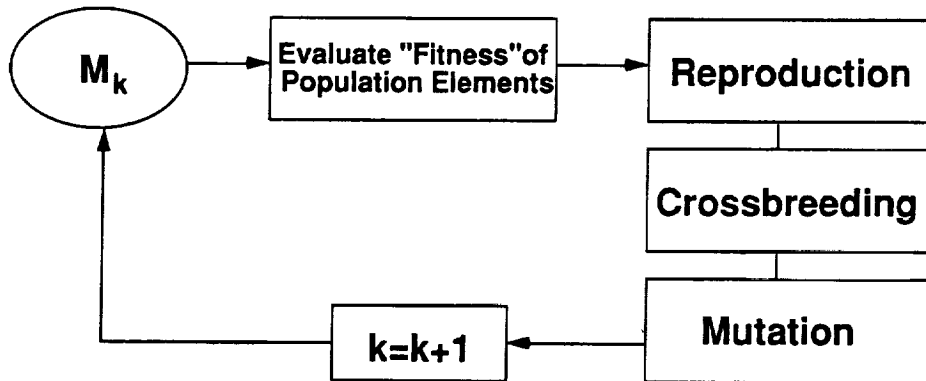 M_k
Evaluate "Fitness"of
Population Elements
Reproduction
Crossbreeding
Mutation
k=k+1